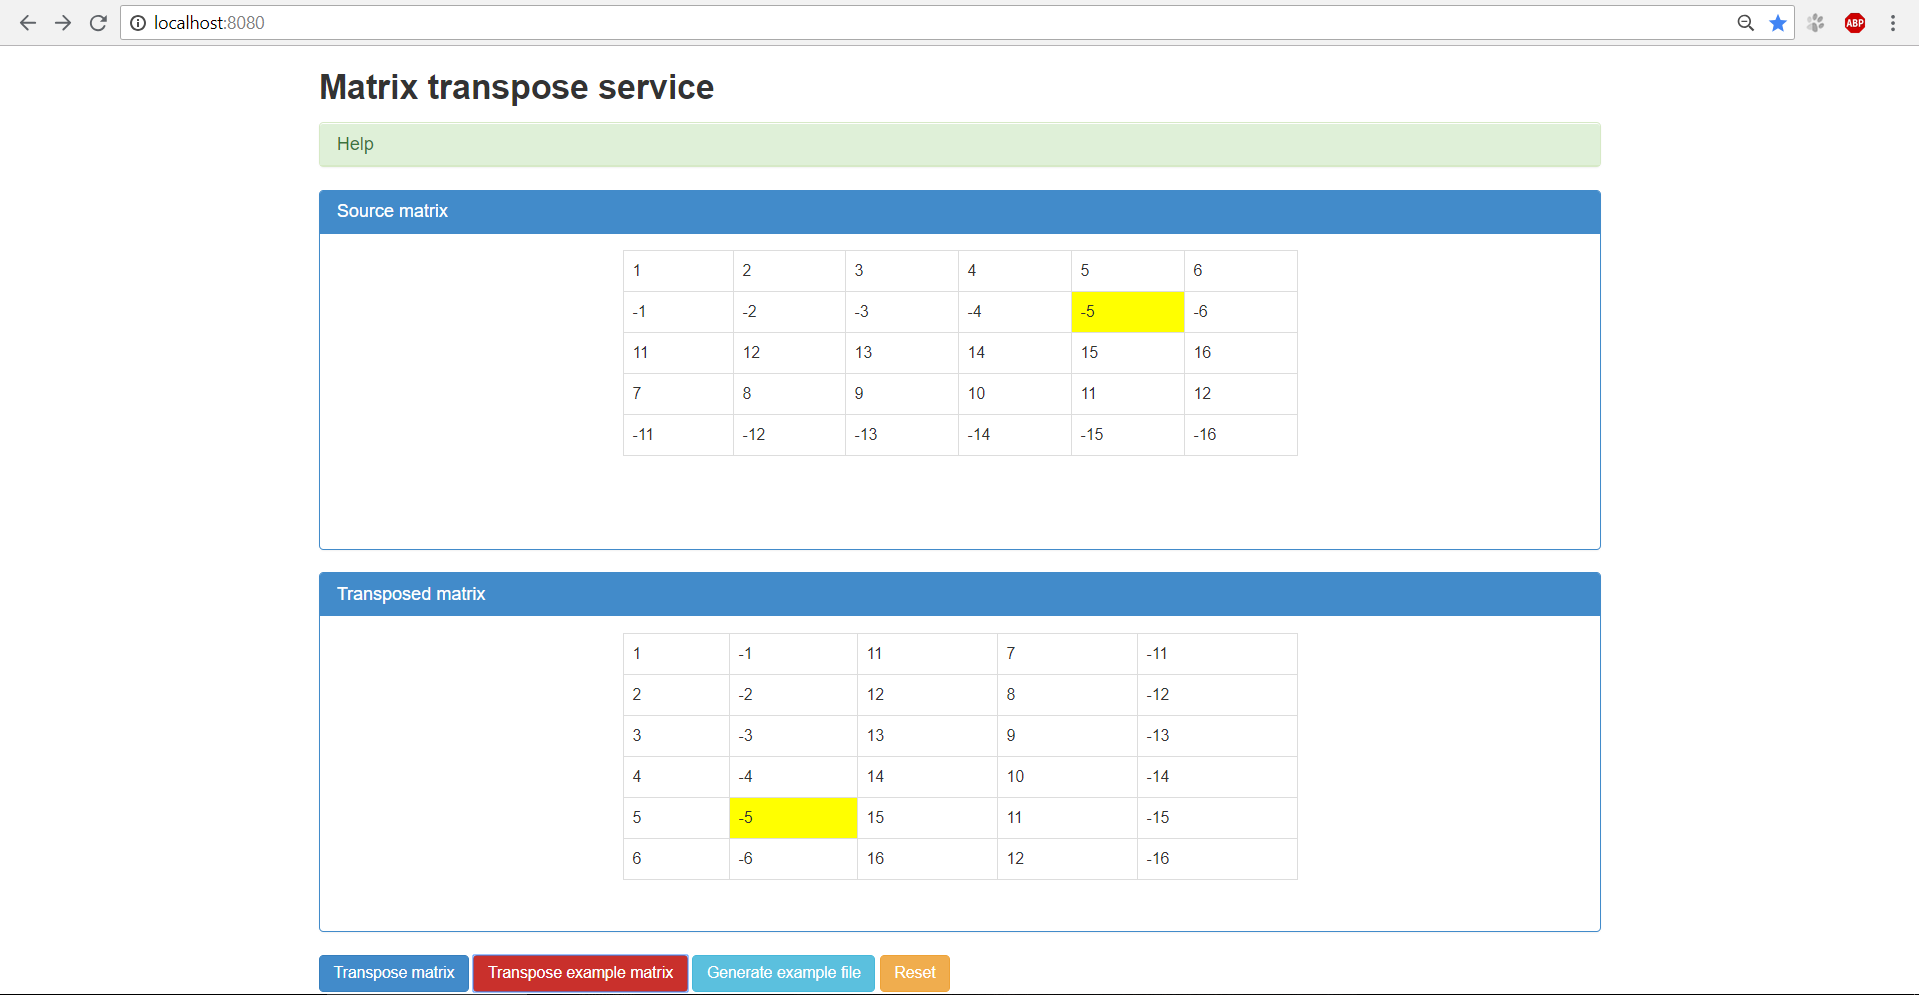 localhost:8080
ABP
Matrix transpose service
Help
Source matrix
1 2 3 4 5 6
-1 -2 -3 -4 -5 -6
11 12 13 14 15 16
7 8 9 10 11 12
-11 -12 -13 -14 -15 -16
Transposed matrix
1 -1 11 7 -11
2 -2 12 8 -12
3 -3 13 9 -13
4 -4 14 10 -14
5 -5 15 11 -15
6 -6 16 12 -16
Transpose matrix Transpose example matrix Generate example file Reset